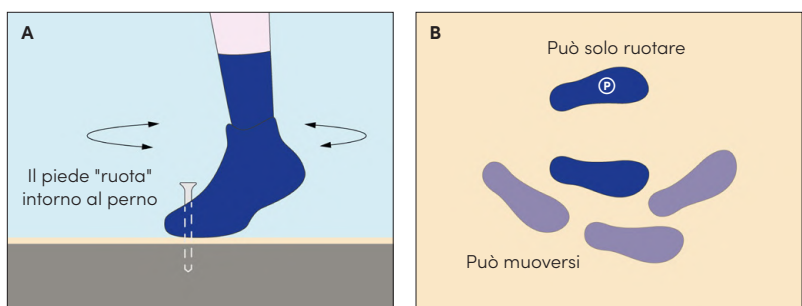 A
Il piede "ruota"
intorno al perno
B
Può solo ruotare
P
Può muoversi